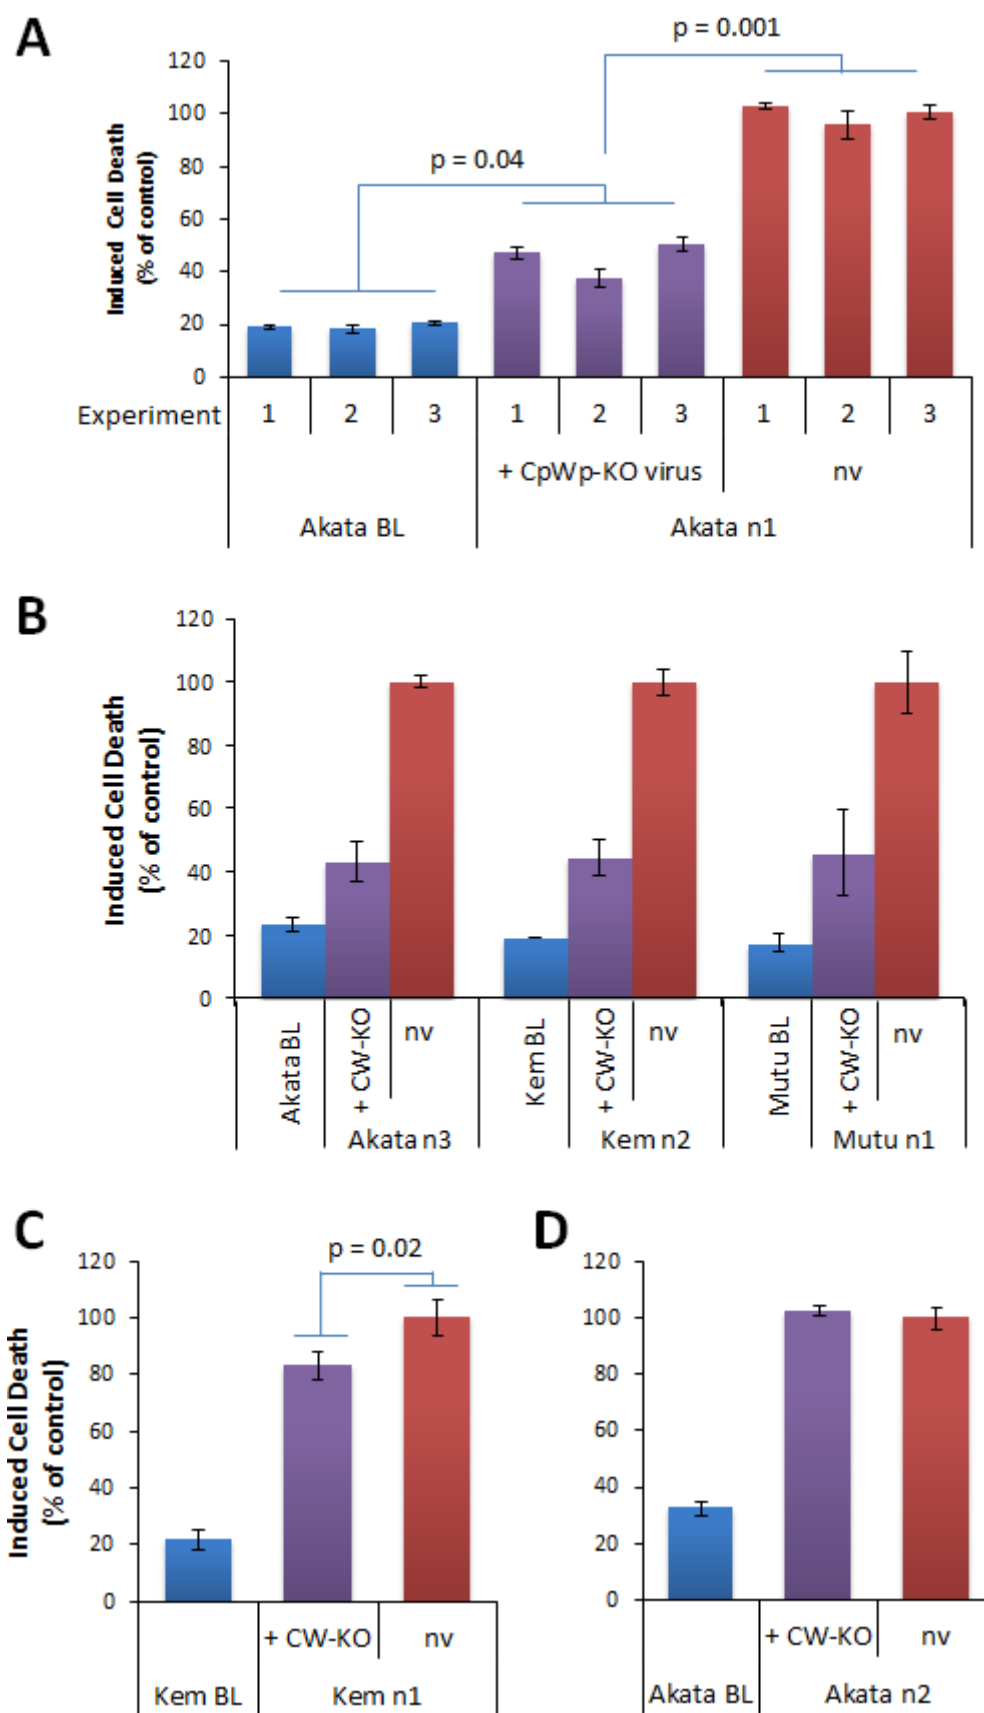 A
p = 0.001
p = 0.04
Induced Cell Death
(% of control)
120
100
80
60
40
20
0
Experiment 1 2 3 1 2 3 1 2 3
+ CpWp-KO virus nv
Akata BL Akata n1
B
Induced Cell Death
(% of control)
120
100
80
60
40
20
0
Akata BL + CW-KO nv Kem BL + CW-KO nv Mutu BL + CW-KO nv
Akata n3 Kem n2 Mutu n1
C
p = 0.02
Induced Cell Death
(% of control)
120
100
80
60
40
20
0
+ CW-KO nv
Kem BL Kem n1
D
120
100
80
60
40
20
0
+ CW-KO nv
Akata BL Akata n2